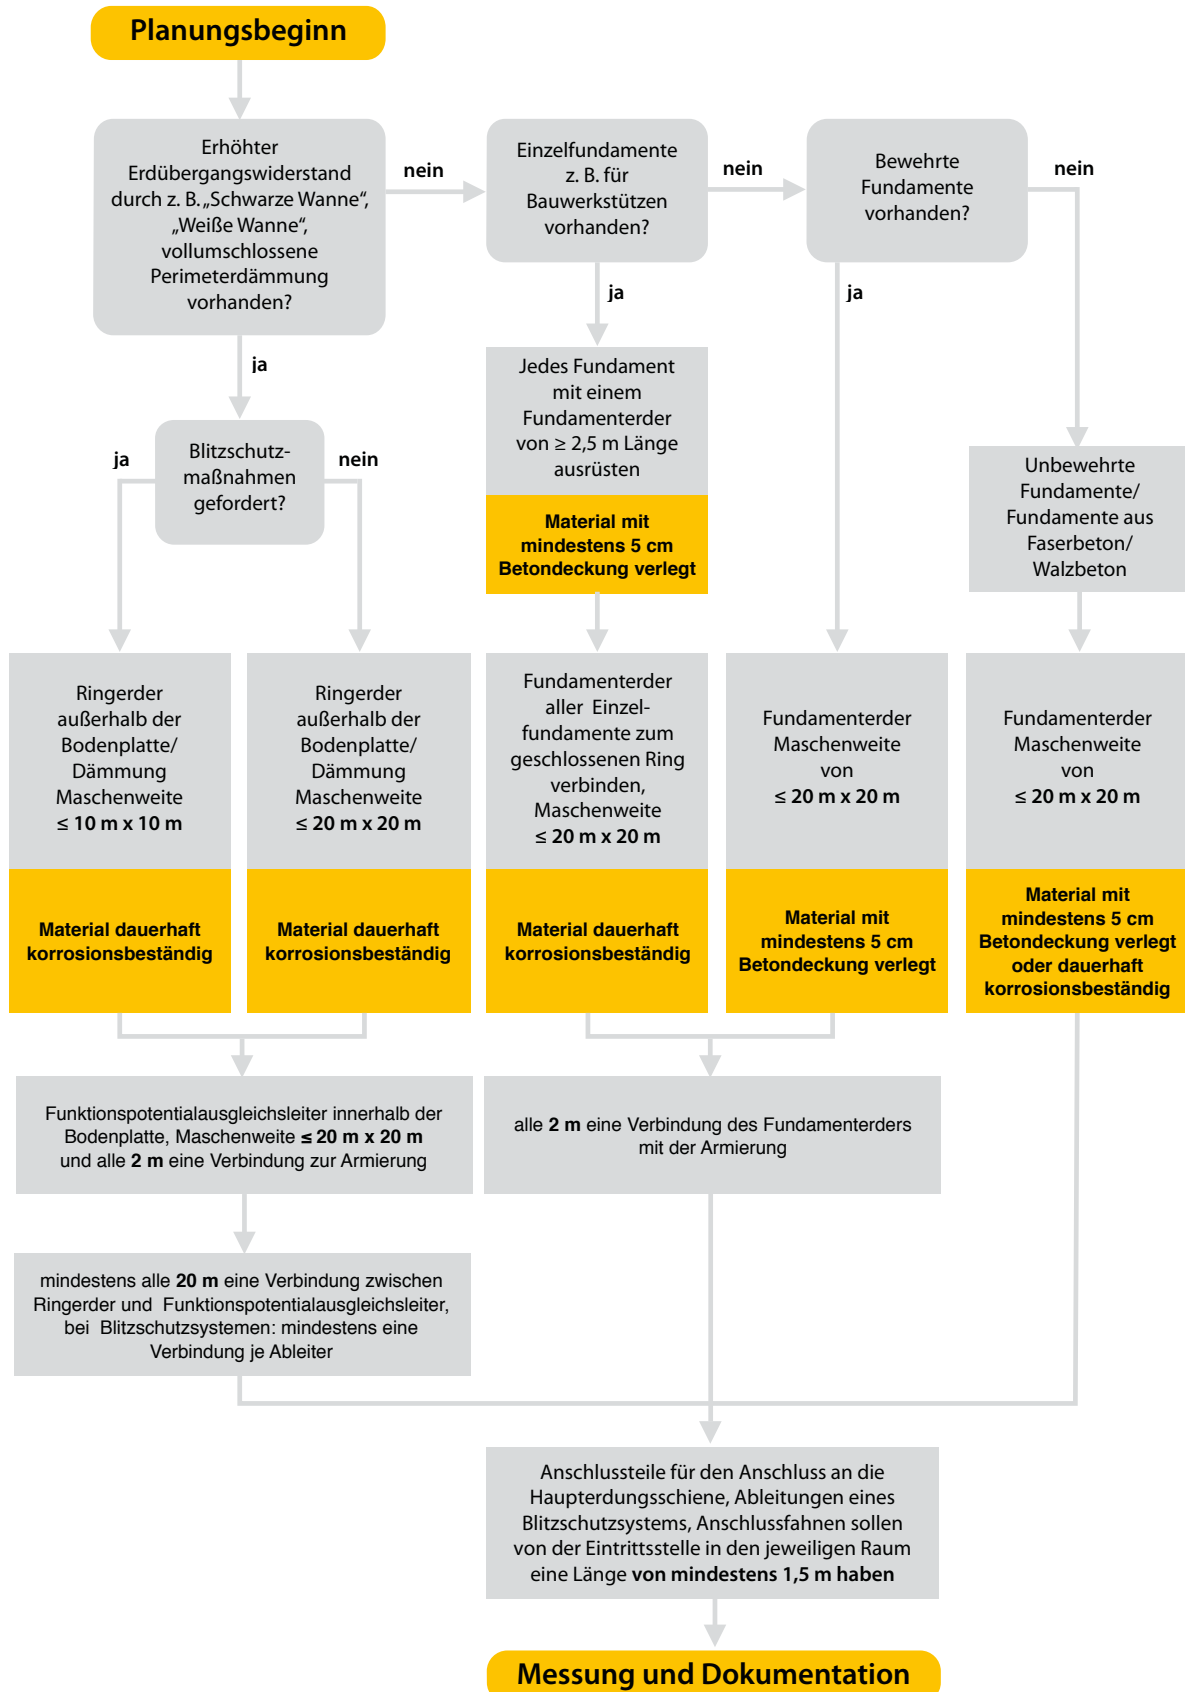 Planungsbeginn
Erhöhter
Erdübergangswiderstand
durch z. B. „Schwarze Wanne“,
„Weiße Wanne“,
vollumschlossene
Perimeterdämmung
vorhanden?
nein
Einzelfundamente
z. B. für
Bauwerkstützen
vorhanden?
nein
Bewehrte
Fundamente
vorhanden?
nein
ja
ja
ja
Jedes Fundament
mit einem
Fundamenterder
von ≥ 2,5 m Länge
ausrüsten
Material mit
mindestens 5 cm
Betondeckung verlegt
ja
Blitzschutz-
maßnahmen
gefordert?
nein
Unbewehrte
Fundamente/
Fundamente aus
Faserbeton/
Walzbeton
Ringerder
außerhalb der
Bodenplatte/
Dämmung
Maschenweite
≤ 10 m x 10 m
Material dauerhaft
korrosionsbeständig
Ringerder
außerhalb der
Bodenplatte/
Dämmung
Maschenweite
≤ 20 m x 20 m
Material dauerhaft
korrosionsbeständig
Fundamenterder
aller Einzel-
fundamente zum
geschlossenen Ring
verbinden,
Maschenweite
≤ 20 m x 20 m
Material dauerhaft
korrosionsbeständig
Fundamenterder
Maschenweite
von
≤ 20 m x 20 m
Material mit
mindestens 5 cm
Betondeckung verlegt
Fundamenterder
Maschenweite
von
≤ 20 m x 20 m
Material mit
mindestens 5 cm
Betondeckung verlegt
oder dauerhaft
korrosionsbeständig
Funktionspotentialausgleichsleiter innerhalb der
Bodenplatte, Maschenweite ≤ 20 m x 20 m
und alle 2 m eine Verbindung zur Armierung
alle 2 m eine Verbindung des Fundamenterders
mit der Armierung
mindestens alle 20 m eine Verbindung zwischen
Ringerder und Funktionspotentialausgleichsleiter,
bei Blitzschutzsystemen: mindestens eine
Verbindung je Ableiter
Anschlussteile für den Anschluss an die
Haupterdungsschiene, Ableitungen eines
Blitzschutzsystems, Anschlussfahnen sollen
von der Eintrittsstelle in den jeweiligen Raum
eine Länge von mindestens 1,5 m haben
Messung und Dokumentation